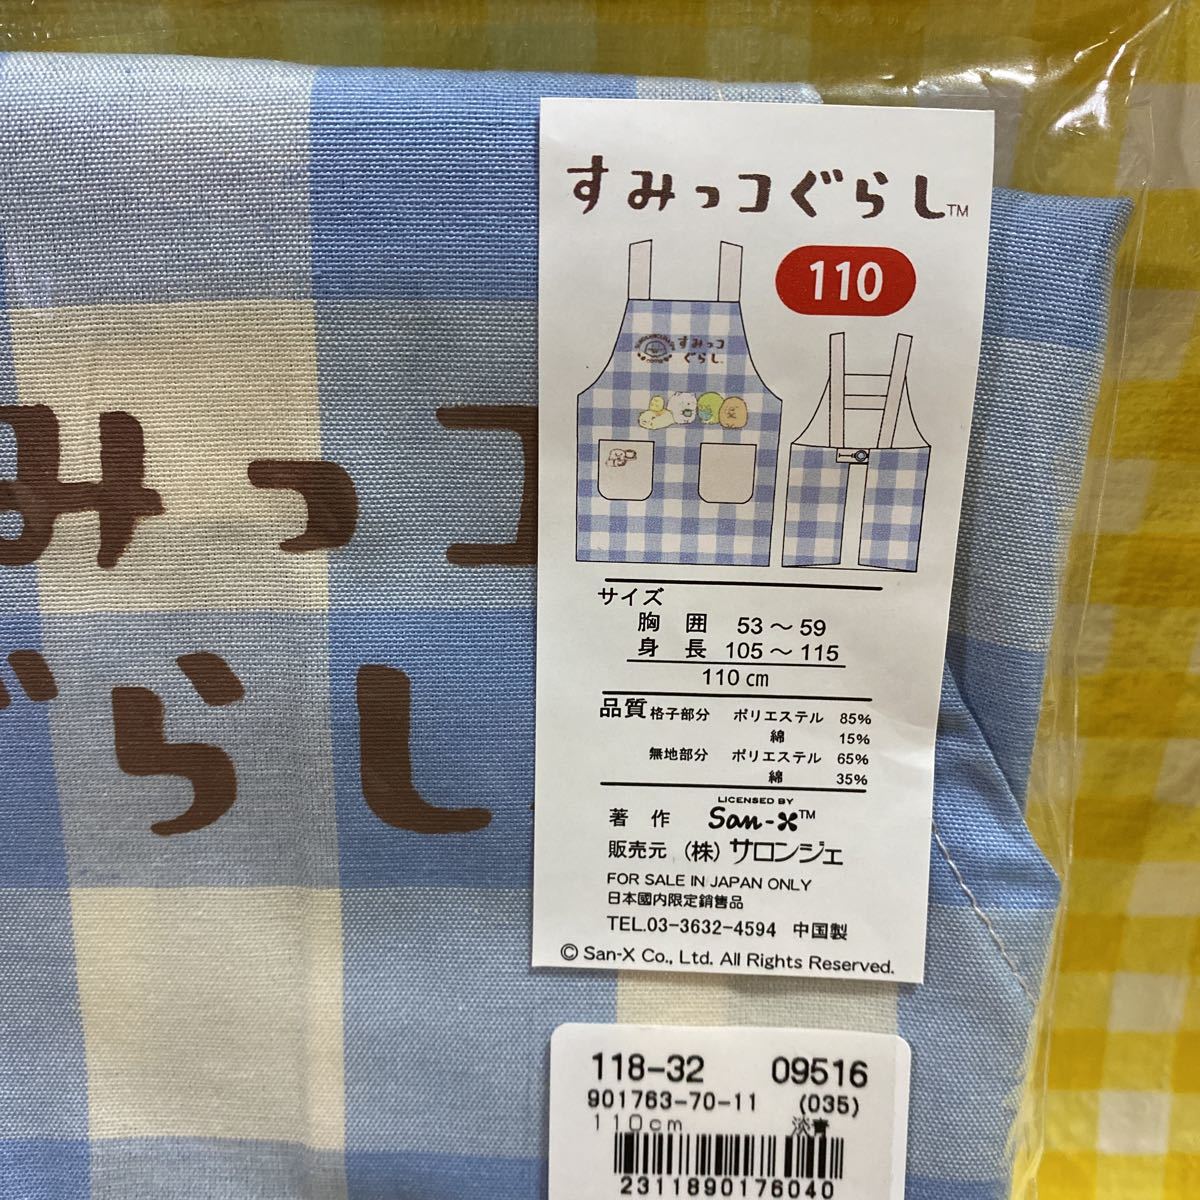 みっコ
ぐらし
すみっコぐらし™
110
すみっコ
ぐらし
サイズ
胸 囲 53～59
身 長 105～115
110㎝
品質 格子部分 ポリエステル 85%
綿 15%
無地部分 ポリエステル 65%
綿 35%
LICENSED BY
著 作 San-X™
販売元 (株) サロンジェ
FOR SALE IN JAPAN ONLY
日本國内限定銷售品
TEL.03-3632-4594 中国製
© San-X Co., Ltd. All Rights Reserved.
118-32 09516
901763-70-11 (035)
110cm 淡青
2311890176040